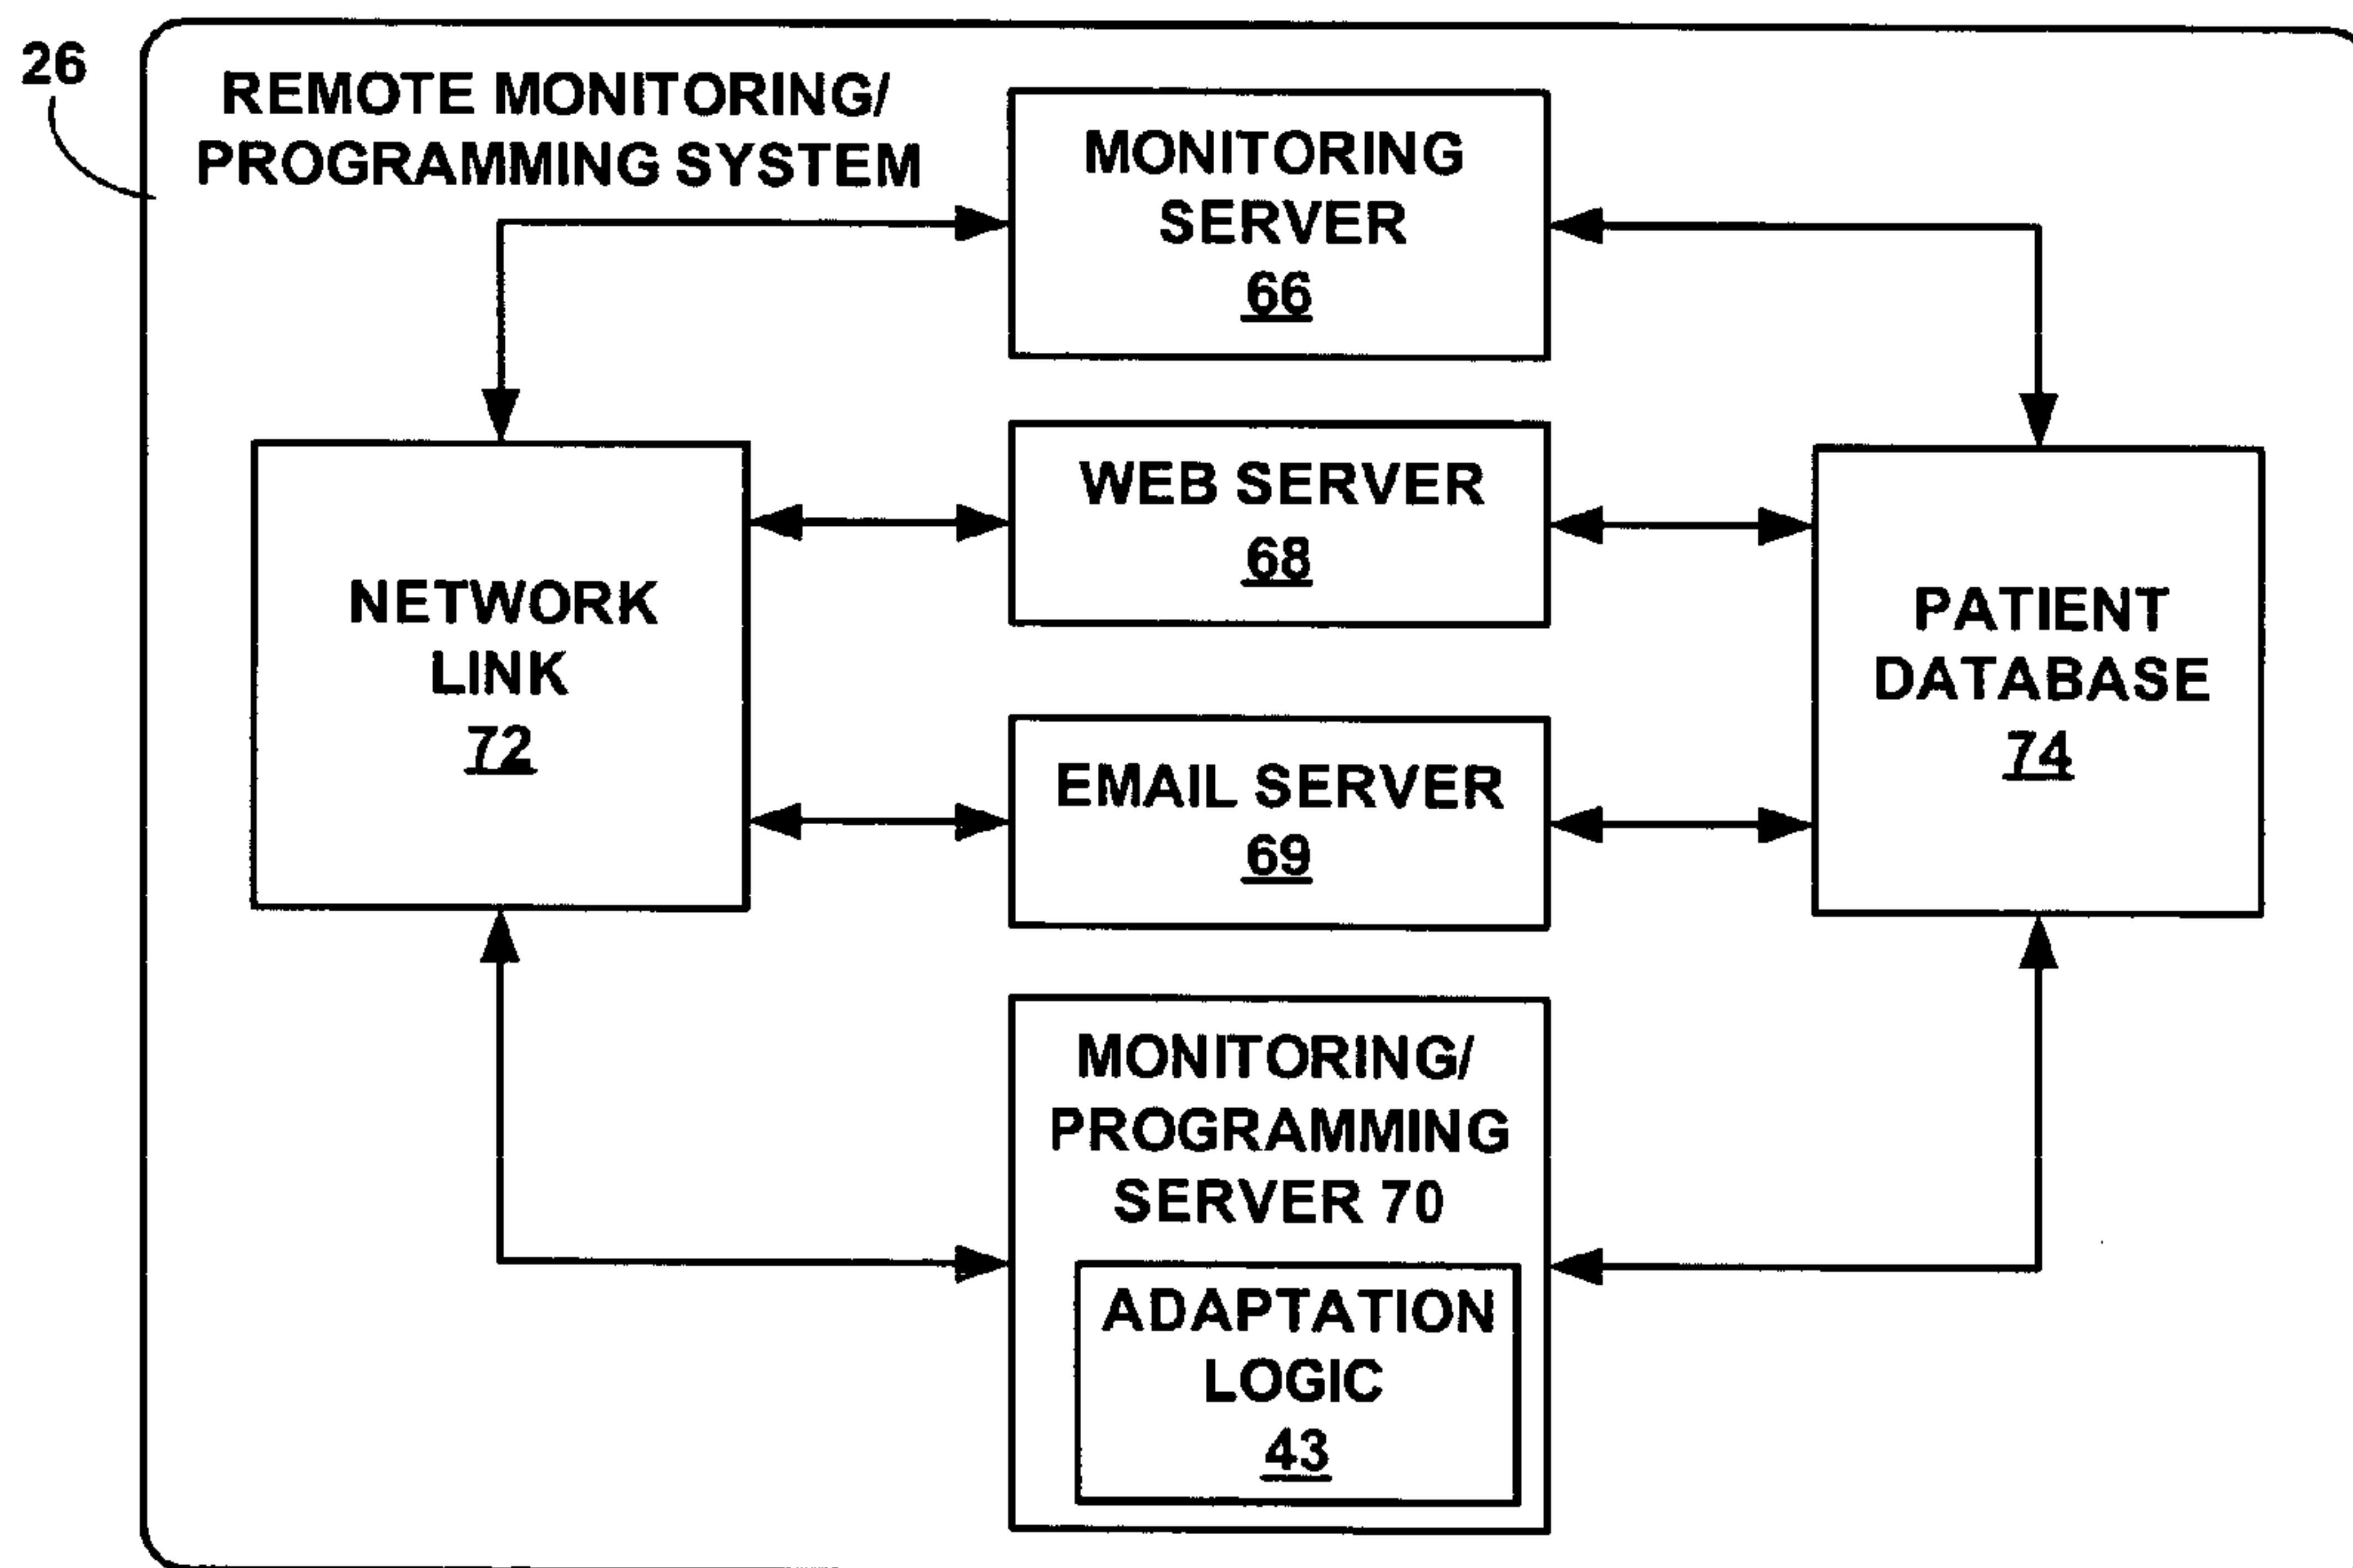 26
REMOTE MONITORING/
PROGRAMMING SYSTEM
MONITORING
SERVER
66
WEB SERVER
68
NETWORK
LINK
72
PATIENT
DATABASE
74
EMAIL SERVER
69
MONITORING/
PROGRAMMING
SERVER 70
ADAPTATION
LOGIC
43